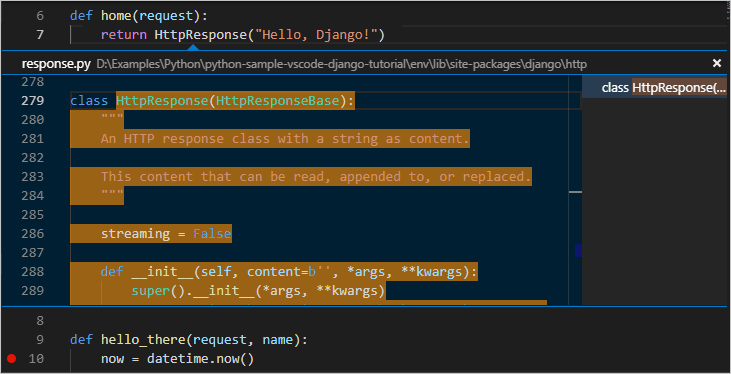 6 def home(request):
7 return HttpResponse("Hello, Django!")
response.py D:\Examples\Python\python-sample-vscode-django-tutorial\env\lib\site-packages\django\http
278
279 class HttpResponse(HttpResponseBase):
280 """
281 An HTTP response class with a string as content.
282
283 This content that can be read, appended to, or replaced.
284 """
285
286 streaming = False
287
288 def __init__(self, content=b'', *args, **kwargs):
289 super().__init__(*args, **kwargs)
class HttpResponse(...
8
9 def hello_there(request, name):
10 now = datetime.now()